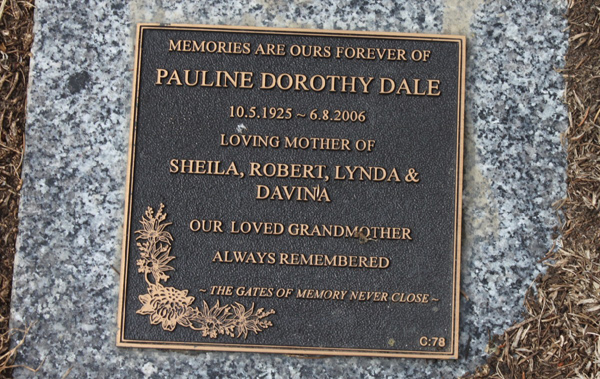 MEMORIES ARE OURS FOREVER OF
PAULINE DOROTHY DALE
10.5.1925 ~ 6.8.2006
LOVING MOTHER OF
SHEILA, ROBERT, LYNDA &
DAVINA
OUR LOVED GRANDMOTHER
ALWAYS REMEMBERED
~ THE GATES OF MEMORY NEVER CLOSE ~
C:78